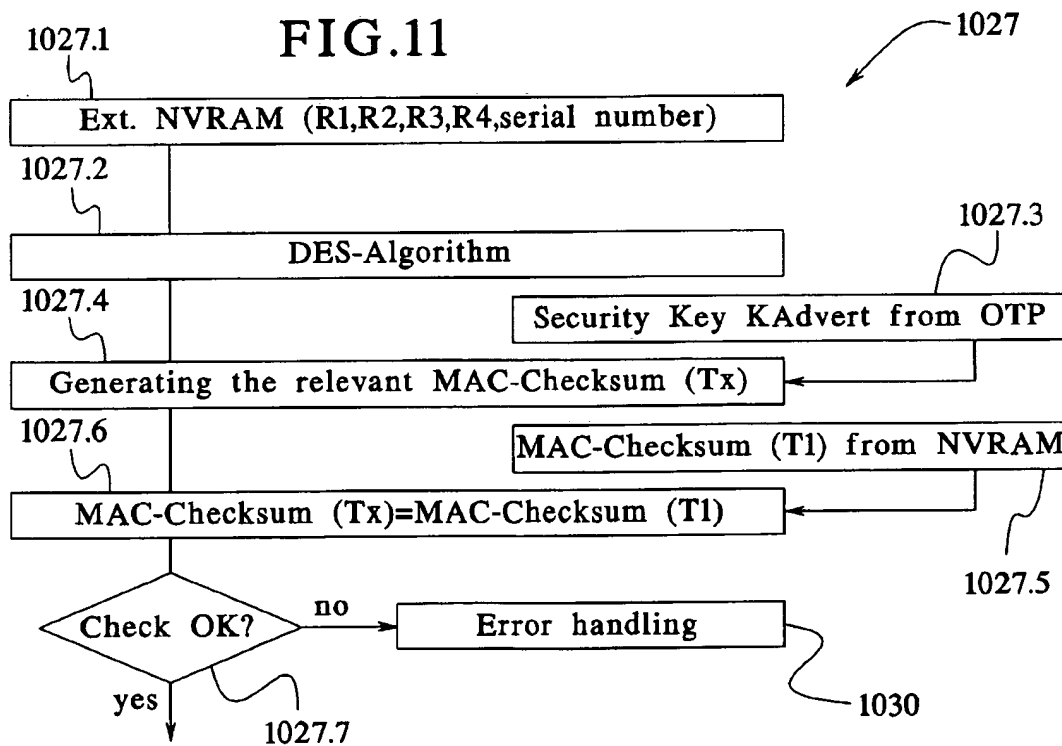 FIG.11
1027
1027.1
Ext. NVRAM (R1,R2,R3,R4,serial number)
1027.2
DES-Algorithm
1027.3
Security Key KAdvert from OTP
1027.4
Generating the relevant MAC-Checksum (Tx)
MAC-Checksum (T1) from NVRAM
1027.5
1027.6
MAC-Checksum (Tx)=MAC-Checksum (T1)
Check OK?
no
Error handling
1030
yes
1027.7